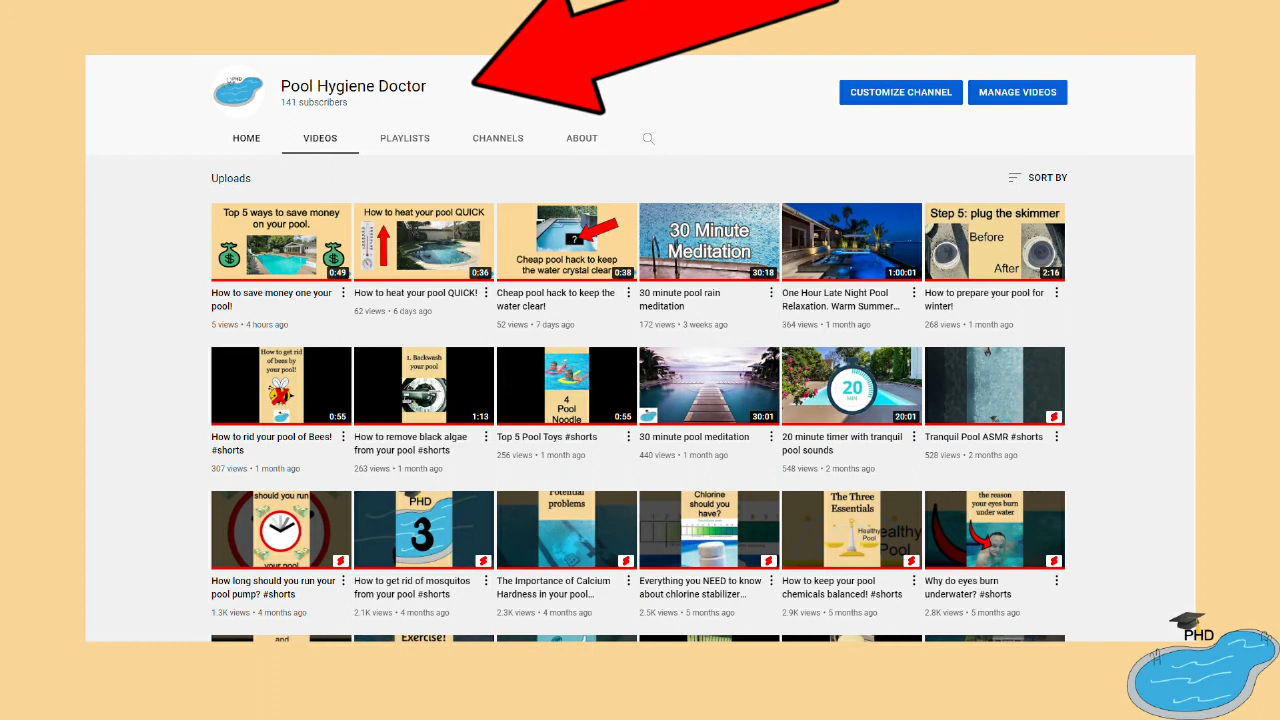 PHD
Pool Hygiene Doctor
141 subscribers
CUSTOMIZE CHANNEL
MANAGE VIDEOS
HOME
VIDEOS
PLAYLISTS
CHANNELS
ABOUT
Uploads
SORT BY
Top 5 ways to save money
on your pool.
0:49
How to heat your pool QUICK
0:36
?
Cheap pool hack to keep
the water crystal clear
0:38
30 Minute
Meditation
30:18
1:00:01
Step 5: plug the skimmer
Before
After
2:16
How to save money one your
pool!
5 views • 4 hours ago
How to heat your pool QUICK!
62 views • 6 days ago
Cheap pool hack to keep the
water clear!
52 views • 7 days ago
30 minute pool rain
meditation
172 views • 3 weeks ago
One Hour Late Night Pool
Relaxation. Warm Summer...
364 views • 1 month ago
How to prepare your pool for
winter!
268 views • 1 month ago
How to get rid
of bees by
your pool!
0:55
1. Backwash
your pool
1:13
4
Pool
Noodle
0:55
30:01
20
MIN
20:01
How to rid your pool of Bees!
#shorts
307 views • 1 month ago
How to remove black algae
from your pool #shorts
263 views • 1 month ago
Top 5 Pool Toys #shorts
256 views • 1 month ago
30 minute pool meditation
440 views • 1 month ago
20 minute timer with tranquil
pool sounds
548 views • 2 months ago
Tranquil Pool ASMR #shorts
528 views • 2 months ago
should you run
your pool
PHD
3
Potential
problems
Chlorine
should you
have?
The Three
Essentials
Healthy
Pool
ealthy
Pool
the reason
your eyes burn
under water
How long should you run your
pool pump? #shorts
1.3K views • 4 months ago
How to get rid of mosquitos
from your pool #shorts
2.1K views • 4 months ago
The Importance of Calcium
Hardness in your pool...
2.3K views • 4 months ago
Everything you NEED to know
about chlorine stabilizer...
2.5K views • 5 months ago
How to keep your pool
chemicals balanced! #shorts
2.9K views • 5 months ago
Why do eyes burn
underwater? #shorts
2.8K views • 5 months ago
and
Exercise!
PHD